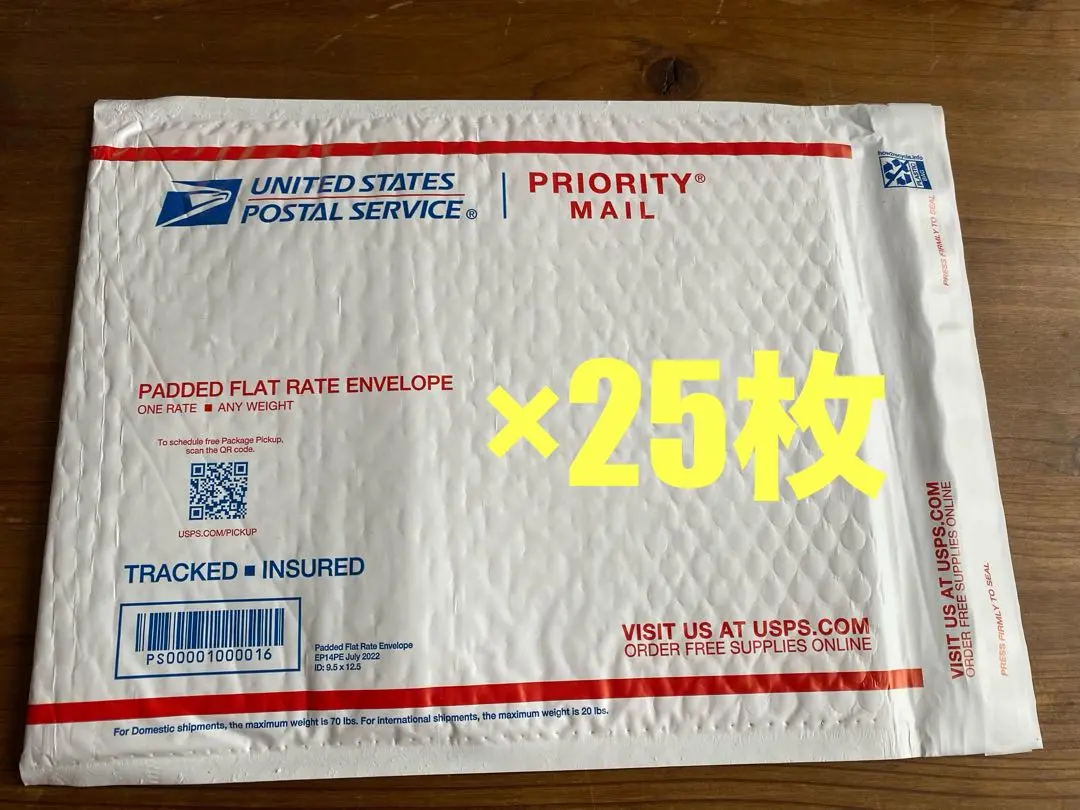 UNITED STATES
POSTAL SERVICE®
PRIORITY®
MAIL
how2recycle.info
PRESS FIRMLY TO SEAL
PADDED FLAT RATE ENVELOPE
ONE RATE ■ ANY WEIGHT
×25枚
To schedule free Package Pickup,
scan the QR code.
USPS.COM/PICKUP
TRACKED ■ INSURED
PS00001000016
Padded Flat Rate Envelope
EP14PE July 2022
ID: 9.5 x 12.5
VISIT US AT USPS.COM
ORDER FREE SUPPLIES ONLINE
VISIT US AT USPS.COM
ORDER FREE SUPPLIES ONLINE
PRESS FIRMLY TO SEAL
For Domestic shipments, the maximum weight is 70 lbs. For international shipments, the maximum weight is 20 lbs.